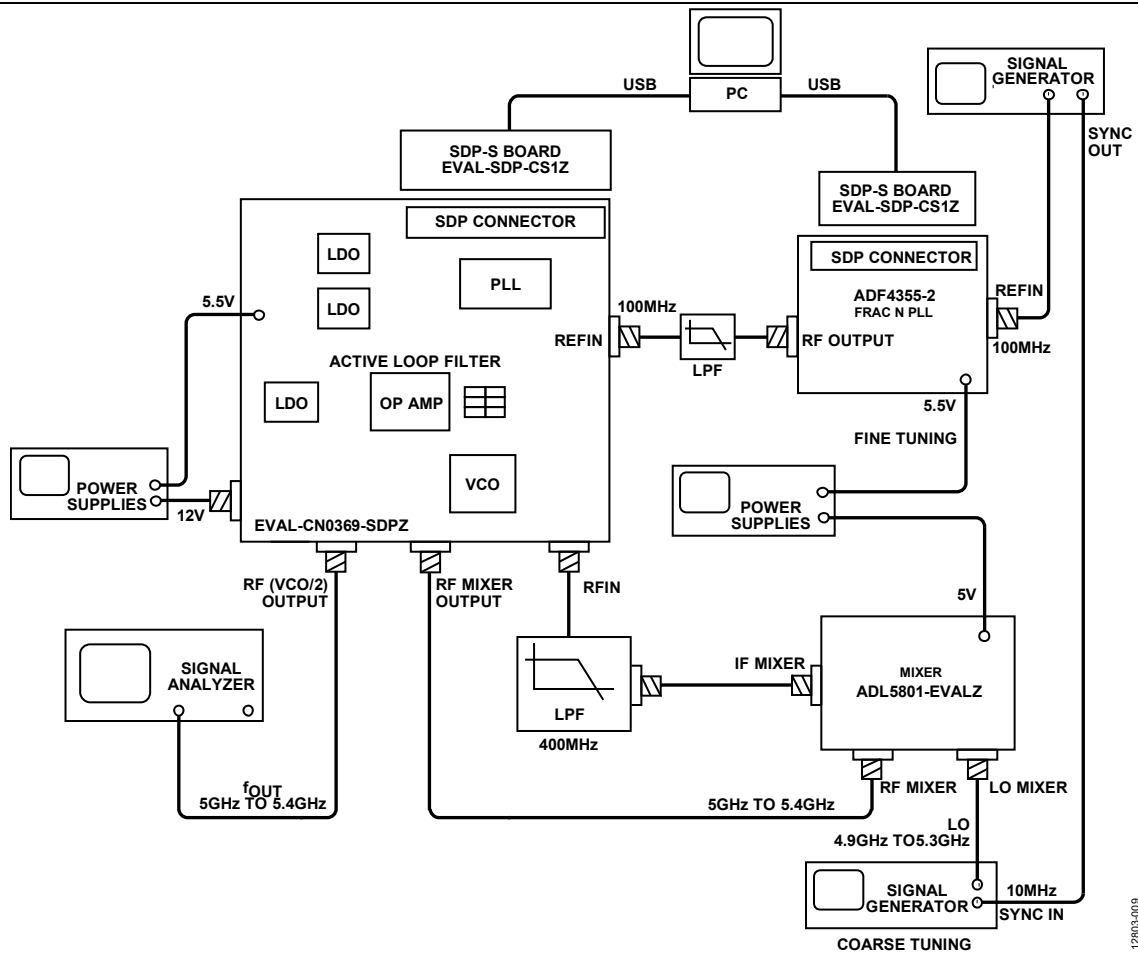 USB
PC
USB
SIGNAL
GENERATOR
SYNC
OUT
SDP-S BOARD
EVAL-SDP-CS1Z
SDP-S BOARD
EVAL-SDP-CS1Z
SDP CONNECTOR
LDO
LDO
PLL
5.5V
ACTIVE LOOP FILTER
LDO
OP AMP
VCO
EVAL-CN0369-SDPZ
REFIN
100MHz
LPF
SDP CONNECTOR
ADF4355-2
FRAC N PLL
RF OUTPUT
REFIN
100MHz
5.5V
FINE TUNING
POWER
SUPPLIES
12V
POWER
SUPPLIES
5V
RF (VCO/2)
OUTPUT
RF MIXER
OUTPUT
RFIN
SIGNAL
ANALYZER
LPF
400MHz
IF MIXER
MIXER
ADL5801-EVALZ
fOUT
5GHz TO 5.4GHz
5GHz TO 5.4GHz
RF MIXER
LO MIXER
LO
4.9GHz TO5.3GHz
SIGNAL
GENERATOR
10MHz
SYNC IN
COARSE TUNING
12803-009